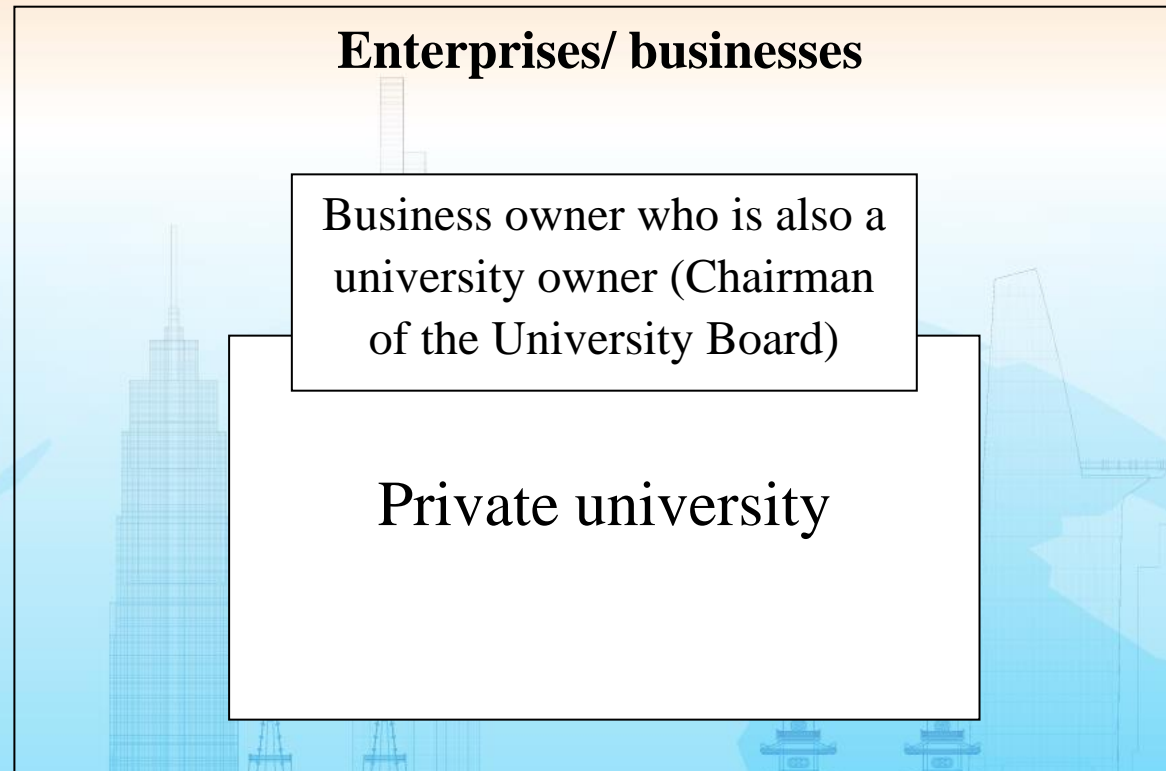 Enterprises/ businesses
Business owner who is also a
university owner (Chairman
of the University Board)
Private university